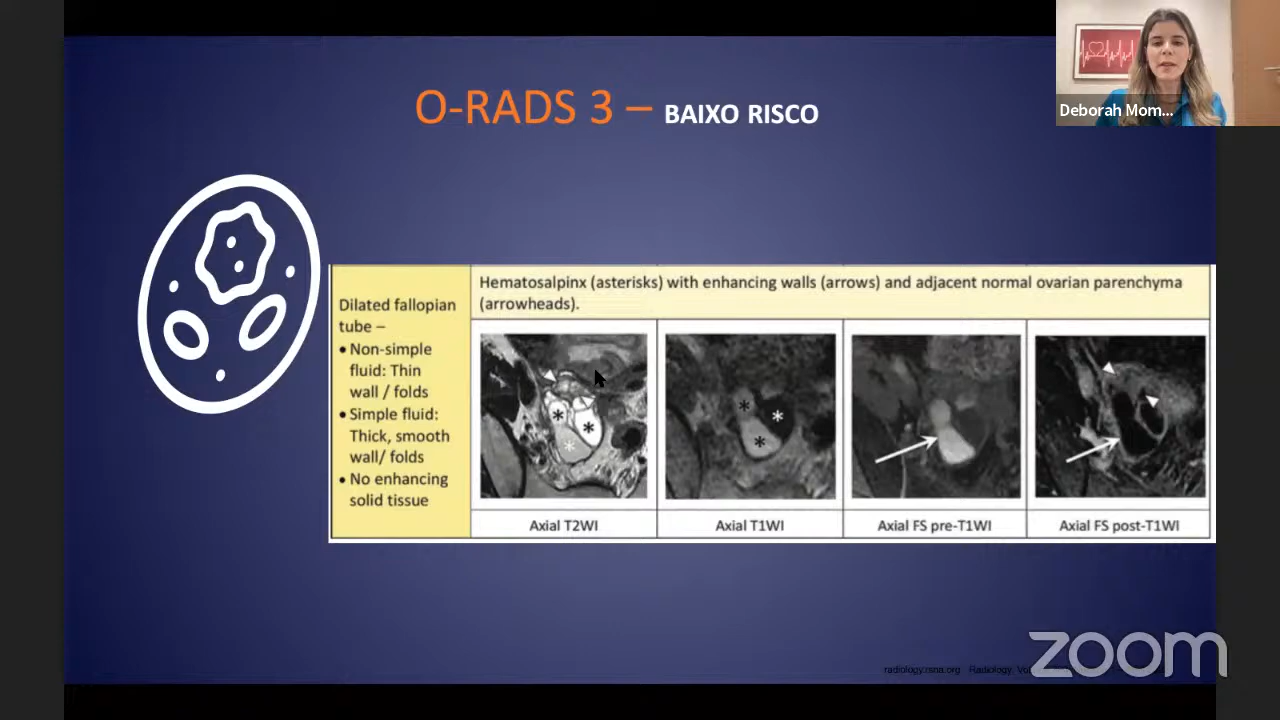 Deborah Mom...
O-RADS 3 – BAIXO RISCO
Dilated fallopian
tube –
• Non-simple
fluid: Thin
wall / folds
• Simple fluid:
Thick, smooth
wall/ folds
• No enhancing
solid tissue
Hematosalpinx (asterisks) with enhancing walls (arrows) and adjacent normal ovarian parenchyma
(arrowheads).
Axial T2WI
Axial T1WI
Axial FS pre-T1WI
Axial FS post-T1WI
radiology.rsna.org Radiology,
zoom